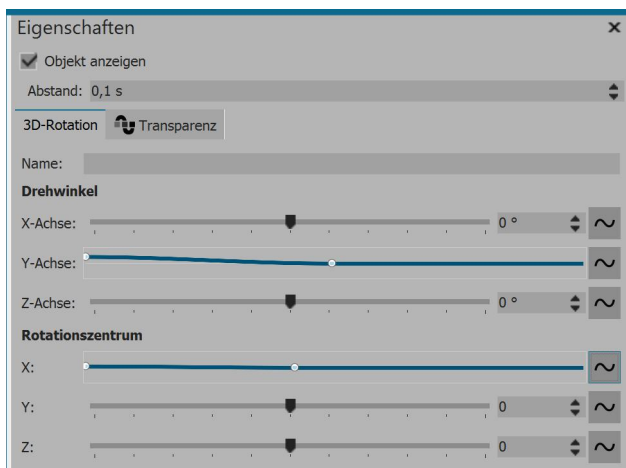 Eigenschaften
Objekt anzeigen
Abstand: 0,1 s
3D-Rotation Transparenz
Name:
Drehwinkel
X-Achse: 0 °
Y-Achse:
Z-Achse: 0 °
Rotationszentrum
X:
Y: 0
Z: 0